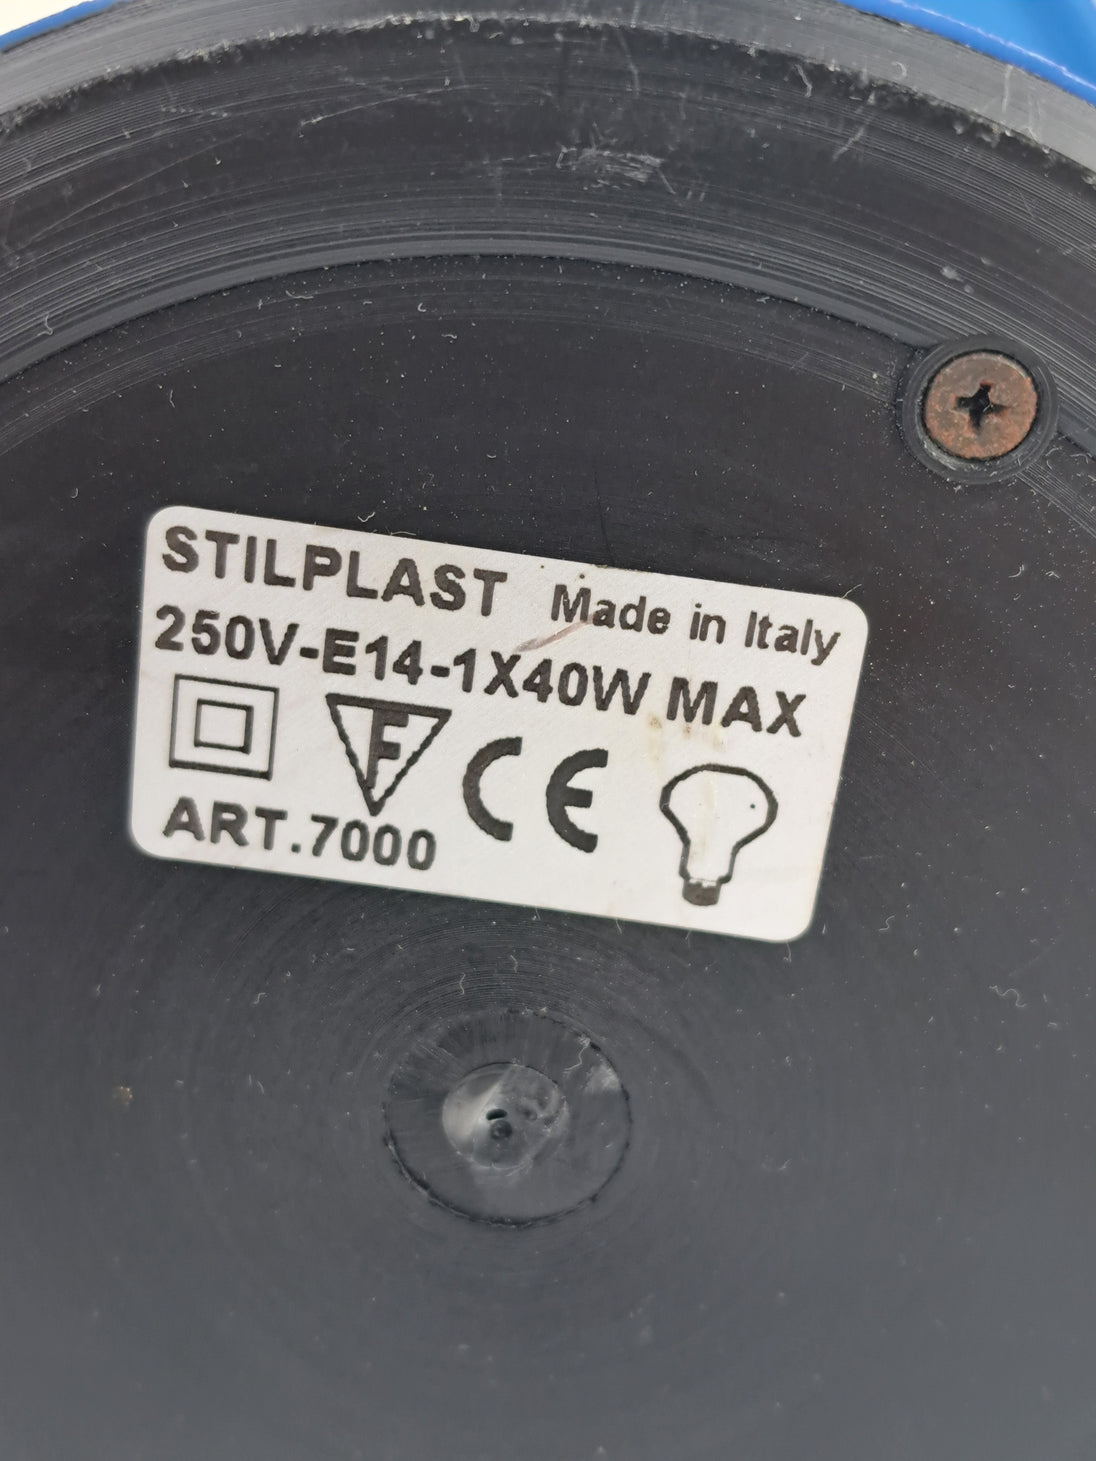 STILPLAST Made in Italy
250V-E14-1X40W MAX
F CE
ART.7000